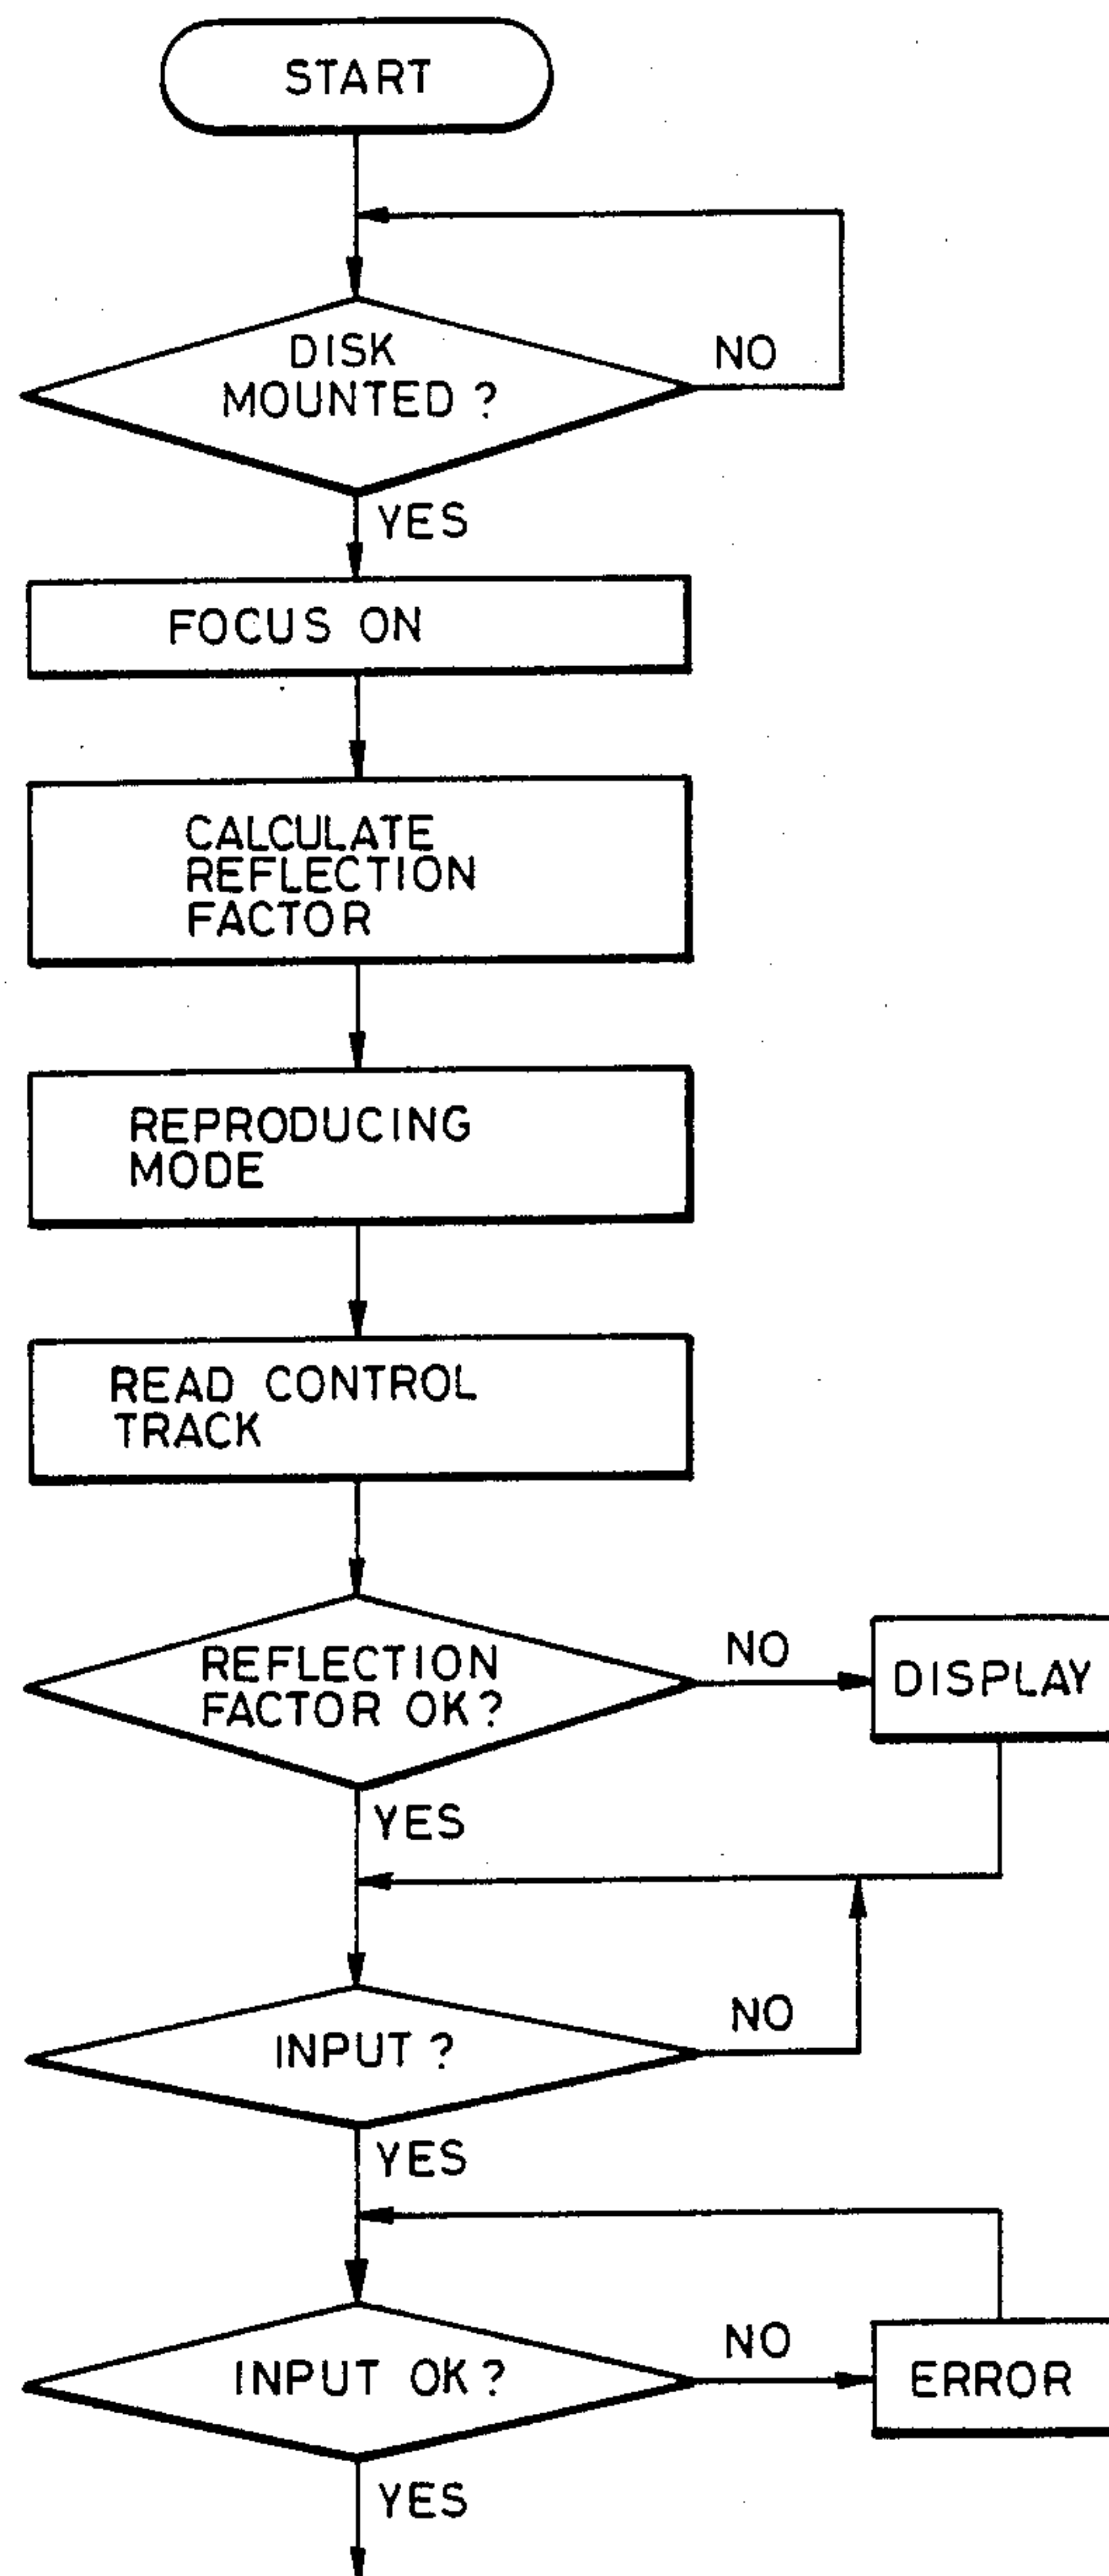 START
DISK
MOUNTED ?
NO
YES
FOCUS ON
CALCULATE
REFLECTION
FACTOR
REPRODUCING
MODE
READ CONTROL
TRACK
REFLECTION
FACTOR OK?
NO
DISPLAY
YES
INPUT ?
NO
YES
INPUT OK?
NO
ERROR
YES